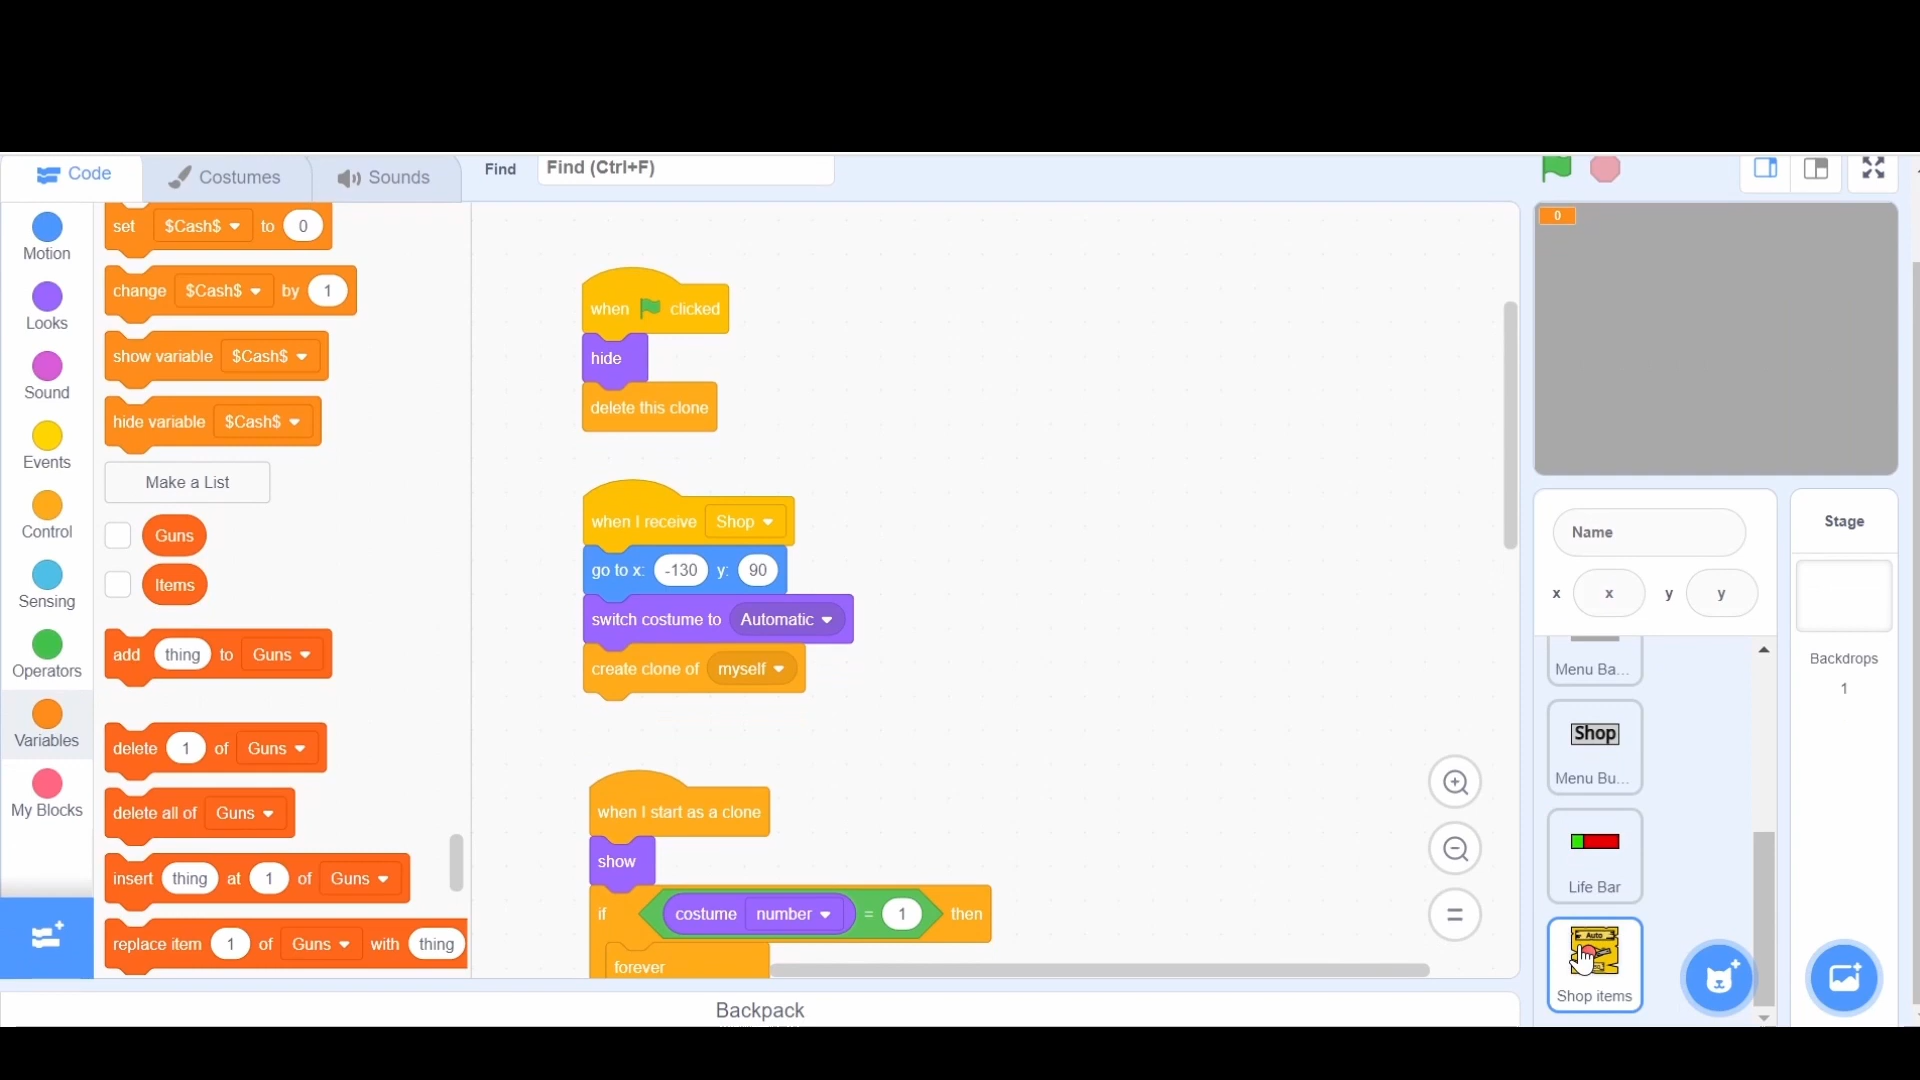 Code
Costumes
Sounds
Find
Find (Ctrl+F)
Motion
Looks
Sound
Events
Control
Sensing
Operators
Variables
My Blocks
set $Cash$ to 0
change $Cash$ by 1
show variable $Cash$
hide variable $Cash$
Make a List
Guns
Items
add thing to Guns
delete 1 of Guns
delete all of Guns
insert thing at 1 of Guns
replace item 1 of Guns with thing
when clicked
hide
delete this clone
when I receive Shop
go to x: -130 y: 90
switch costume to Automatic
create clone of myself
when I start as a clone
show
if costume number = 1 then
forever
Backpack
0
Name
x x y y
Menu Ba...
Shop
Menu Bu...
Life Bar
Auto
Shop items
Stage
Backdrops
1